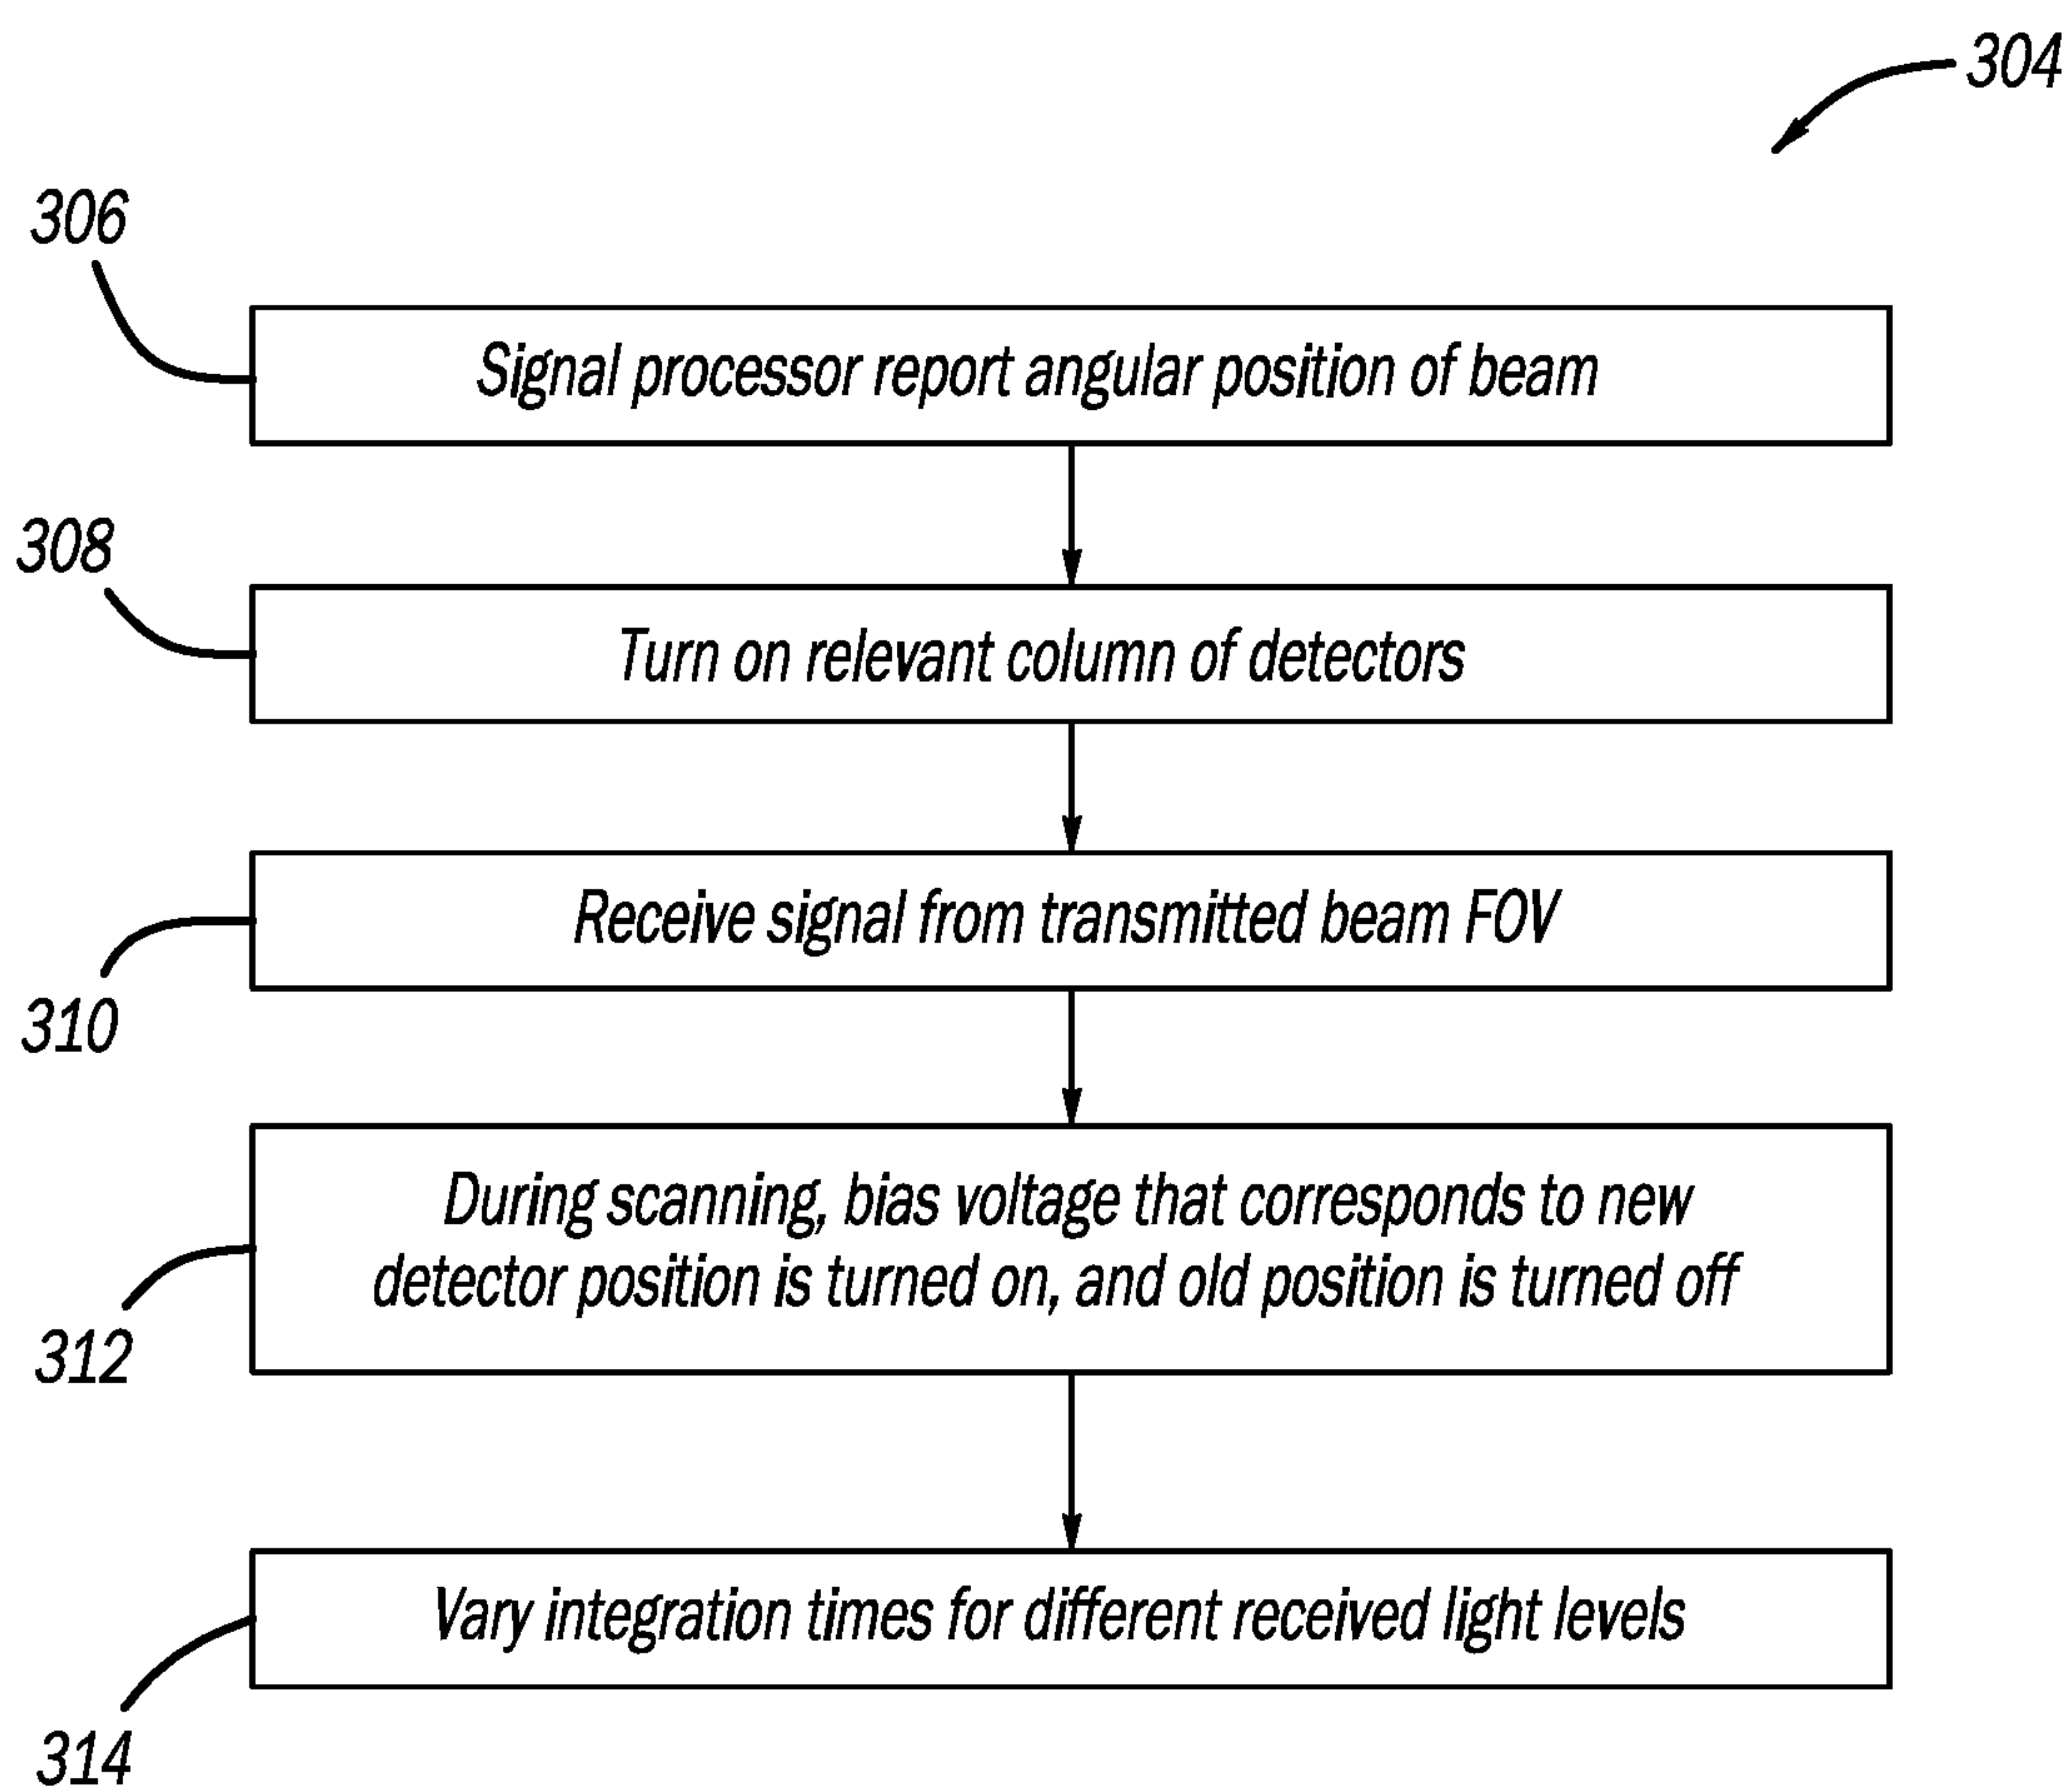 304
306
Signal processor report angular position of beam
308
Turn on relevant column of detectors
Receive signal from transmitted beam FOV
310
During scanning, bias voltage that corresponds to new
detector position is turned on, and old position is turned off
312
Vary integration times for different received light levels
314